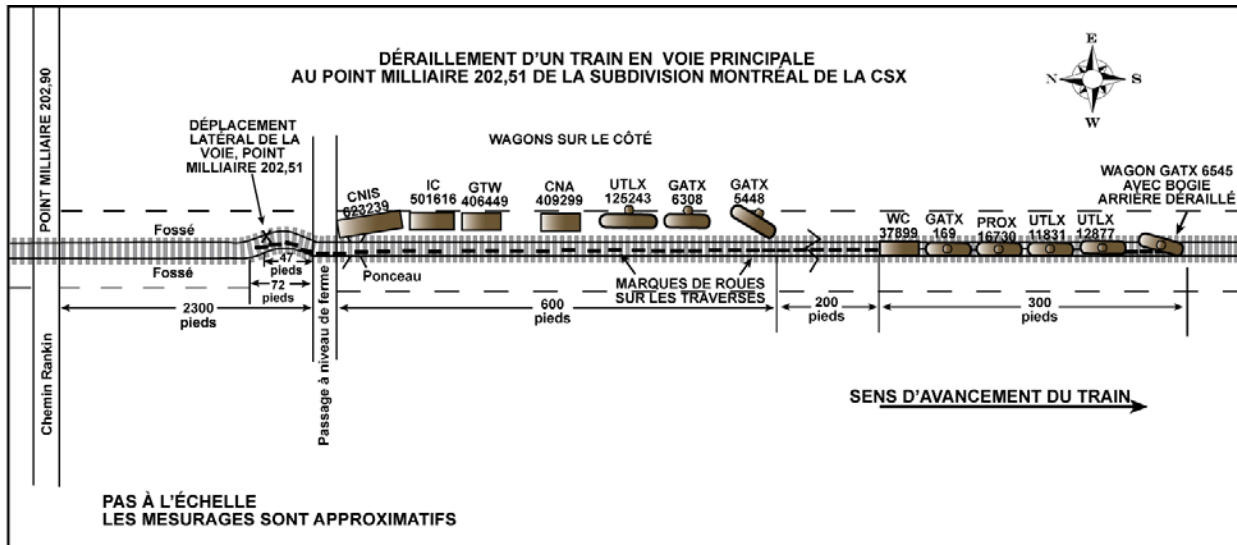 DÉRAILLEMENT D'UN TRAIN EN VOIE PRINCIPALE
AU POINT MILLIAIRE 202,51 DE LA SUBDIVISION MONTRÉAL DE LA CSX
E
N
S
W
POINT MILLIAIRE 202,90
DÉPLACEMENT
LATÉRAL DE LA
VOIE, POINT
MILLIAIRE 202,51
WAGONS SUR LE CÔTÉ
CNIS
623239
IC
501616
GTW
406449
CNA
409299
UTLX
125243
GATX
6308
GATX
5448
WAGON GATX 6545
AVEC BOGIE
ARRIÈRE DÉRAILLÉ
WC
37899
GATX
169
PROX
16730
UTLX
11831
UTLX
12877
Fossé
X
Fossé
47
pieds
72
pieds
Ponceau
MARQUES DE ROUES
SUR LES TRAVERSES
2300
pieds
600
pieds
200
pieds
300
pieds
Chemin Rankin
Passage à niveau de ferme
SENS D'AVANCEMENT DU TRAIN
PAS À L'ÉCHELLE
LES MESURAGES SONT APPROXIMATIFS